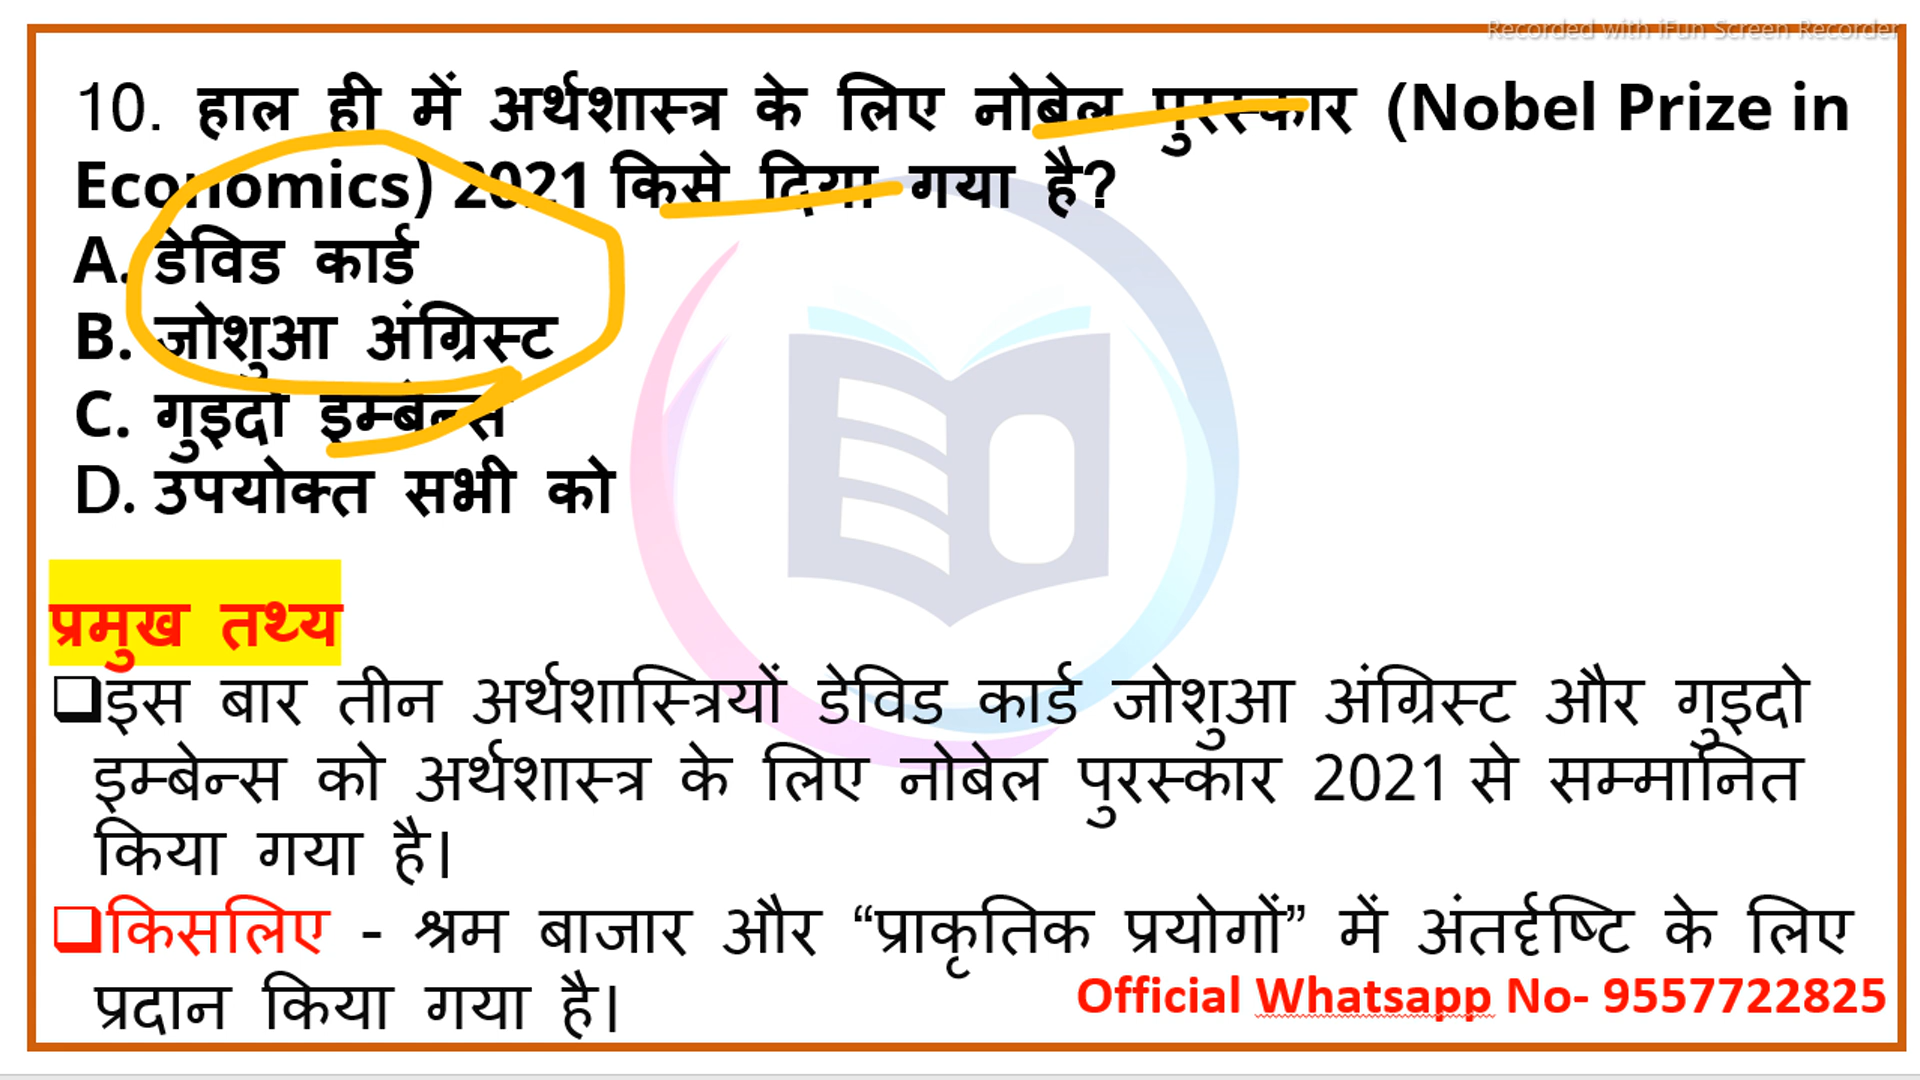 Recorded with iFun Screen Recorder
10. हाल ही में अर्थशास्त्र के लिए नोबेल पुरस्कार (Nobel Prize in
Economics) 2021 किसे दिया गया है?
A. डेविड कार्ड
B. जोशुआ अंग्रिस्ट
C. गुइदो इम्बेन्स
D. उपयोक्त सभी को
प्रमुख तथ्य
इस बार तीन अर्थशास्त्रियों डेविड कार्ड जोशुआ अंग्रिस्ट और गुइदो
इम्बेन्स को अर्थशास्त्र के लिए नोबेल पुरस्कार 2021 से सम्मानित
किया गया है।
किसलिए - श्रम बाजार और “प्राकृतिक प्रयोगों” में अंतर्दृष्टि के लिए
प्रदान किया गया है।
Official Whatsapp No- 9557722825